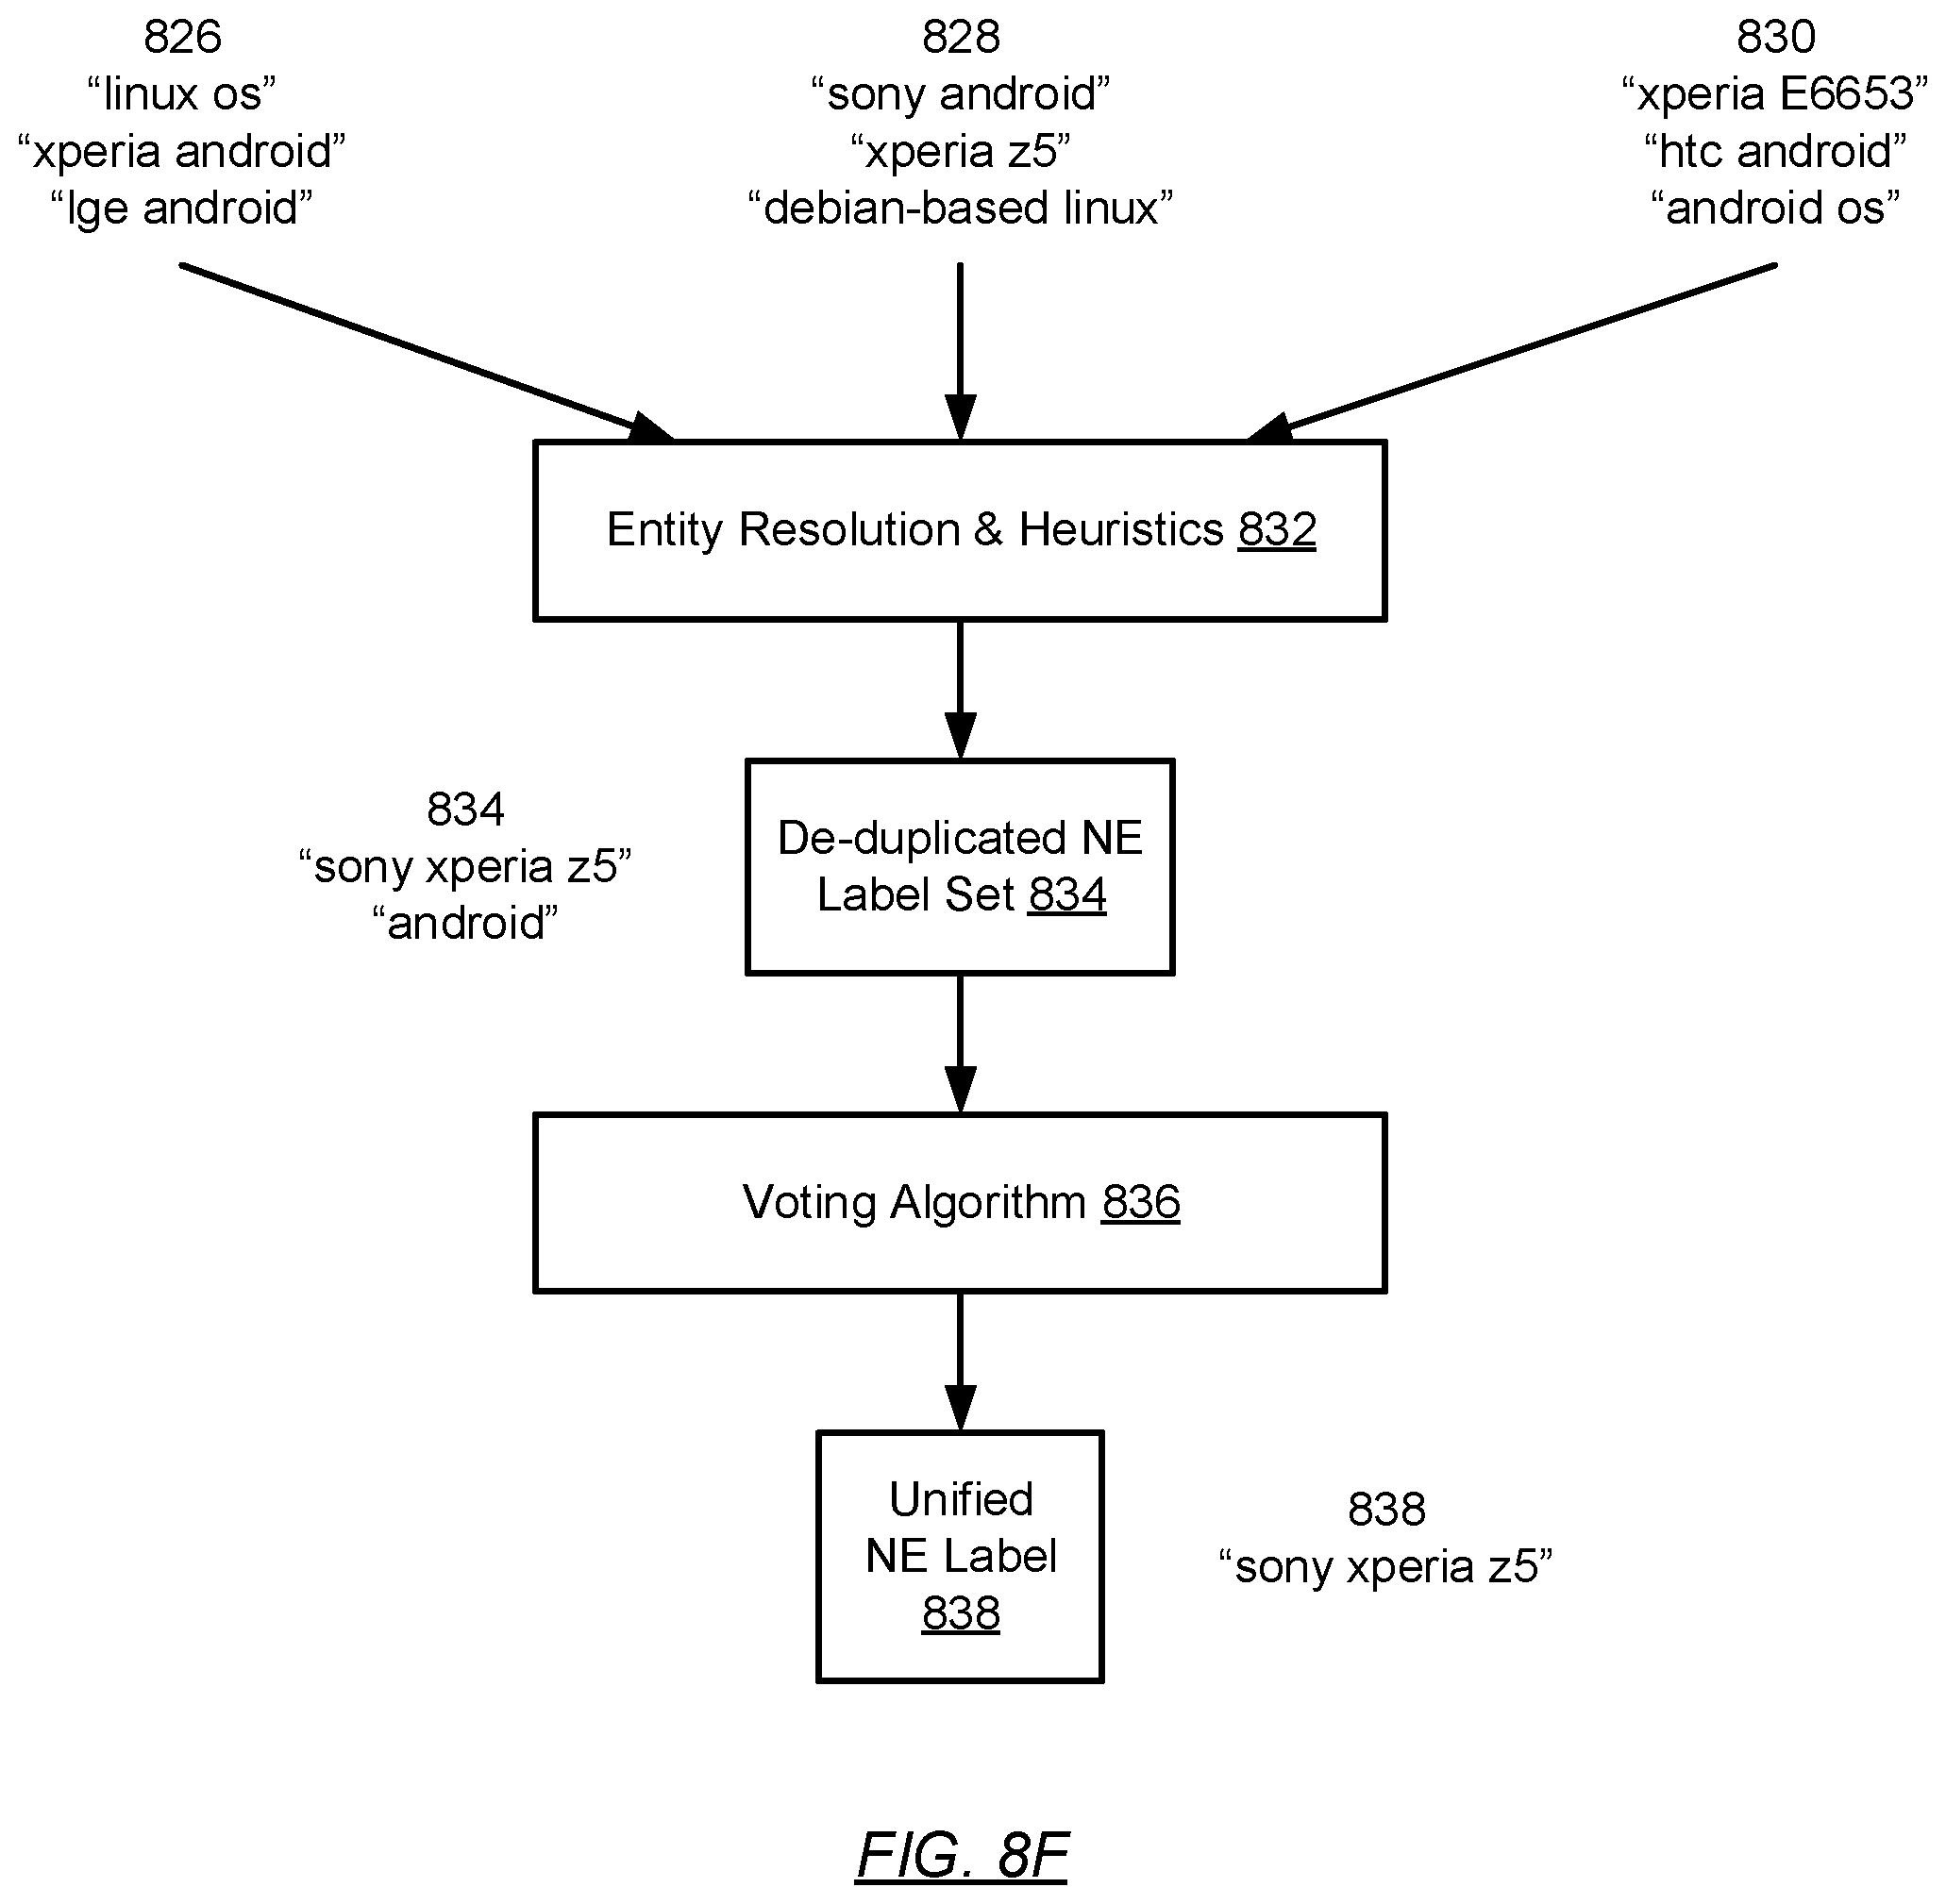 826
“linux os”
“xperia android”
“lge android”
828
“sony android”
“xperia z5”
“debian-based linux”
830
“xperia E6653”
“htc android”
“android os”
Entity Resolution & Heuristics 832
834
“sony xperia z5”
“android”
De-duplicated NE
Label Set 834
Voting Algorithm 836
Unified
NE Label
838
838
“sony xperia z5”
FIG. 8F